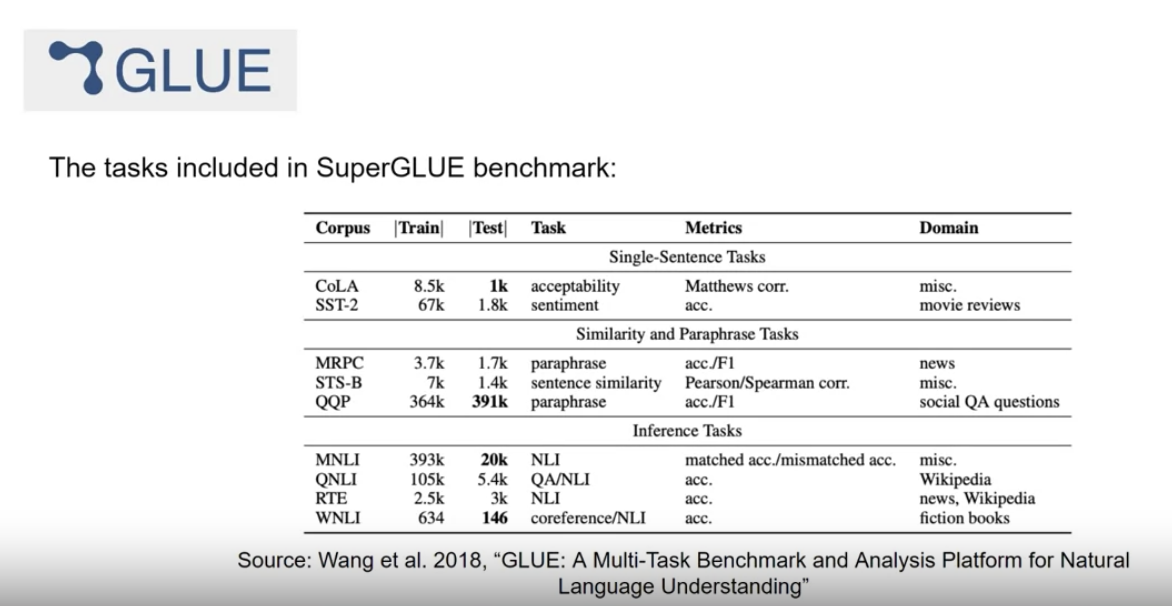 GLUE
The tasks included in SuperGLUE benchmark:
Corpus |Train| |Test| Task Metrics Domain
Single-Sentence Tasks
CoLA 8.5k 1k acceptability Matthews corr. misc.
SST-2 67k 1.8k sentiment acc. movie reviews
Similarity and Paraphrase Tasks
MRPC 3.7k 1.7k paraphrase acc./F1 news
STS-B 7k 1.4k sentence similarity Pearson/Spearman corr. misc.
QQP 364k 391k paraphrase acc./F1 social QA questions
Inference Tasks
MNLI 393k 20k NLI matched acc./mismatched acc. misc.
QNLI 105k 5.4k QA/NLI acc. Wikipedia
RTE 2.5k 3k NLI acc. news, Wikipedia
WNLI 634 146 coreference/NLI acc. fiction books
Source: Wang et al. 2018, “GLUE: A Multi-Task Benchmark and Analysis Platform for Natural
Language Understanding”